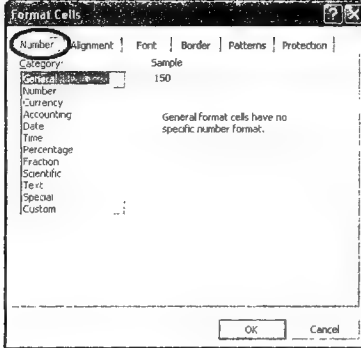 Format Cells
Number Alignment Font Border Patterns Protection
Category: Sample
General 150
Number
Currency
Accounting
Date
Time
Percentage
Fraction
Scientific
Text
Special
Custom
General format cells have no
specific number format.
OK Cancel